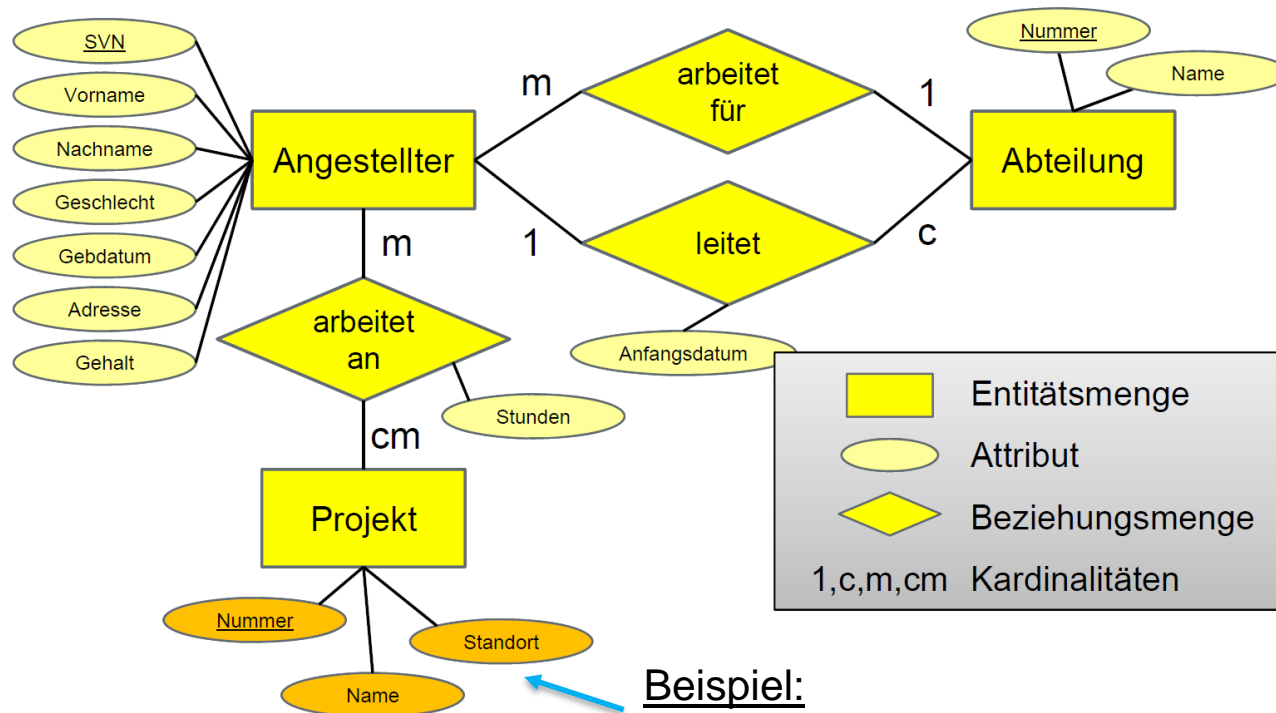 SVN
Vorname
Nachname
Geschlecht
Gebdatum
Adresse
Gehalt
Angestellter
m
arbeitet
für
1
Nummer
Name
Abteilung
1
leitet
c
Anfangsdatum
m
arbeitet
an
Stunden
cm
Projekt
Nummer
Name
Standort
Beispiel:
Entitätsmenge
Attribut
Beziehungsmenge
1,c,m,cm Kardinalitäten